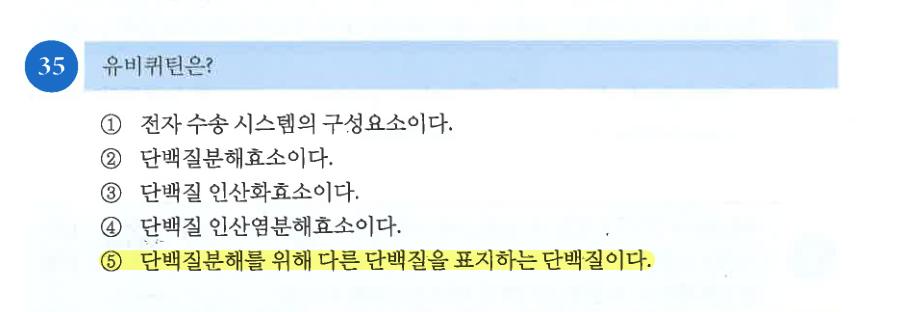 35 유비퀴틴은?
① 전자 수송 시스템의 구성요소이다.
② 단백질분해효소이다.
③ 단백질 인산화효소이다.
④ 단백질 인산염분해효소이다.
⑤ 단백질분해를 위해 다른 단백질을 표지하는 단백질이다.